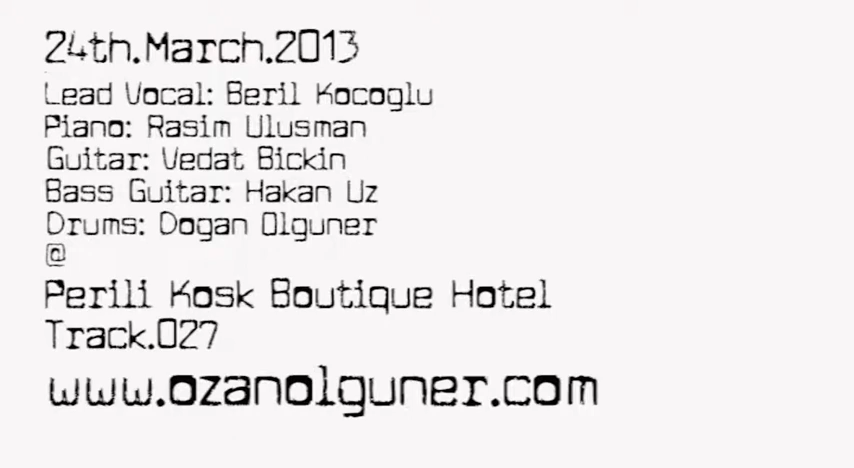 24th.March.2013
Lead Vocal: Beril Kocoglu
Piano: Rasim Ulusman
Guitar: Vedat Bickin
Bass Guitar: Hakan Uz
Drums: Dogan Olguner
@
Perili Kosk Boutique Hotel
Track.027
www.ozanolguner.com